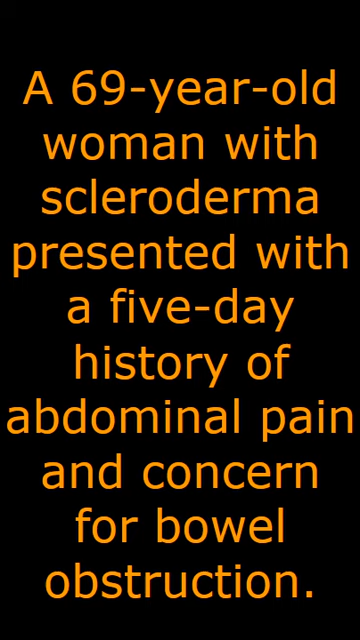 A 69-year-old
woman with
scleroderma
presented with
a five-day
history of
abdominal pain
and concern
for bowel
obstruction.